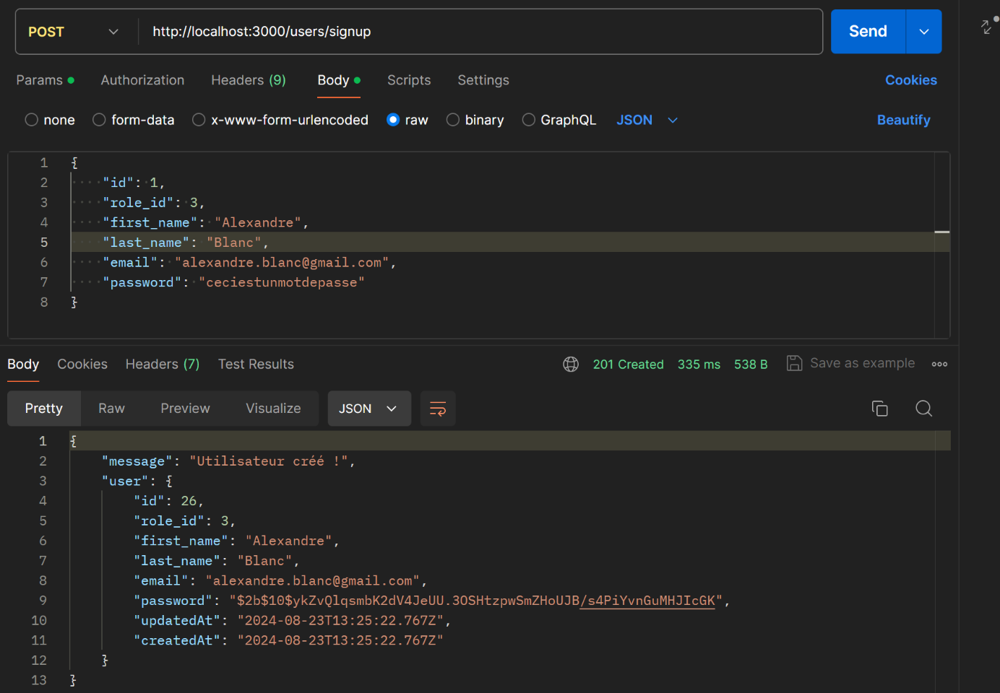 POST http://localhost:3000/users/signup Send
Params Authorization Headers (9) Body Scripts Settings Cookies
none form-data x-www-form-urlencoded raw binary GraphQL JSON Beautify
1 {
2 "id": 1,
3 "role_id": 3,
4 "first_name": "Alexandre",
5 "last_name": "Blanc",
6 "email": "alexandre.blanc@gmail.com",
7 "password": "ceciestunmotdepasse"
8 }
Body Cookies Headers (7) Test Results 201 Created 335 ms 538 B Save as example
Pretty Raw Preview Visualize JSON
1 {
2 "message": "Utilisateur créé !",
3 "user": {
4 "id": 26,
5 "role_id": 3,
6 "first_name": "Alexandre",
7 "last_name": "Blanc",
8 "email": "alexandre.blanc@gmail.com",
9 "password": "$2b$10$ykZvQlqsmbK2dV4JeUU.3OSHtzpwSmZHoUJB/s4PiYvnGuMHJIcGK",
10 "updatedAt": "2024-08-23T13:25:22.767Z",
11 "createdAt": "2024-08-23T13:25:22.767Z"
12 }
13 }